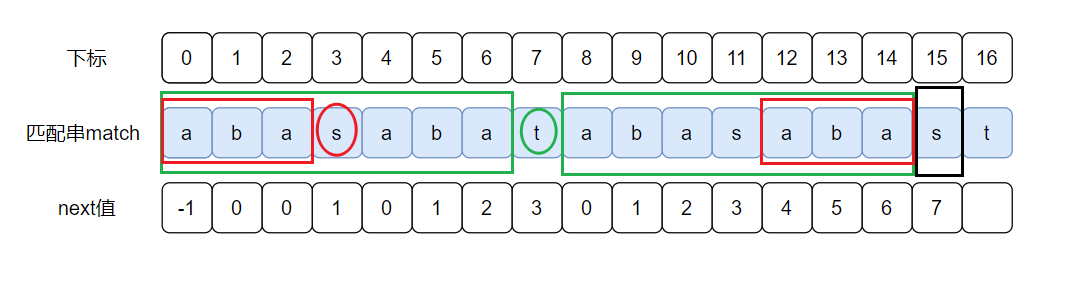 下标 0 1 2 3 4 5 6 7 8 9 10 11 12 13 14 15 16
匹配串match a b a s a b a t a b a s a b a s t
next值 -1 0 0 1 0 1 2 3 0 1 2 3 4 5 6 7